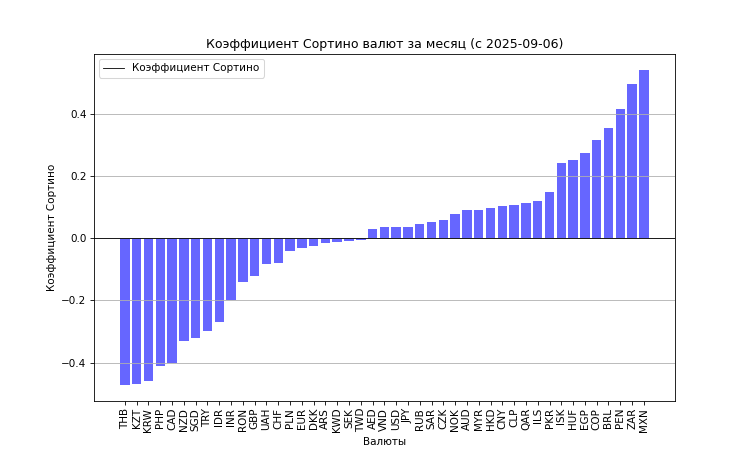 Коэффициент Сортино валют за месяц (с 2025-09-06)
Коэффициент Сортино
0.4
0.2
0.0
−0.2
−0.4
Коэффициент Сортино
THB KZT KRW PHP CAD NZD SGD TRY IDR INR RON GBP UAH CHF PLN EUR DKK ARS KWD SEK TWD AED VND USD JPY RUB SAR CZK NOK AUD MYR HKD CNY CLP QAR ILS PKR ISK HUF EGP COP BRL PEN ZAR MXN
Валюты